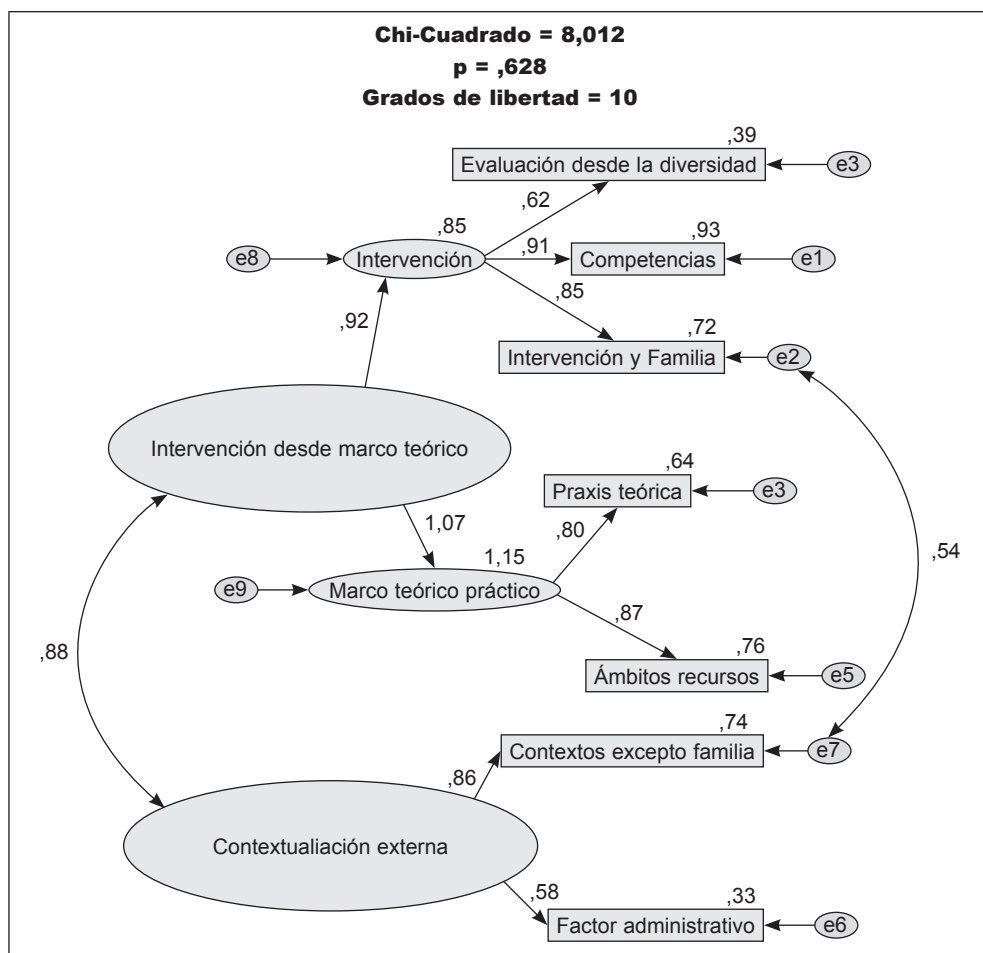 Chi-Cuadrado = 8,012
p = ,628
Grados de libertad = 10
,39
Evaluación desde la diversidad
e3
,62
,85
,93
e8
Intervención
,91
Competencias
e1
,85
,92
,72
Intervención y Familia
e2
Intervención desde marco teórico
,64
Praxis teórica
e3
1,07
,80
,54
1,15
e9
Marco teórico práctico
,87
,88
,76
Ámbitos recursos
e5
,74
Contextos excepto familia
e7
,86
Contextualiación externa
,58
,33
Factor administrativo
e6